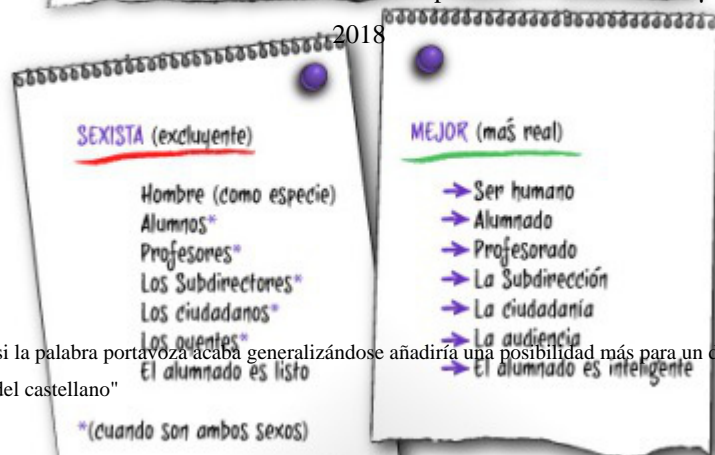 2018
SEXISTA (excluyente)
Hombre (como especie)
Alumnos*
Profesores*
Los Subdirectores*
Los ciudadanos*
Los oyentes*
El alumnado es listo
*(cuando son ambos sexos)
MEJOR (maś real)
Ser humano
Alumnado
Profesorado
La Subdirección
La ciudadanía
La audiencia
El alumnado es inteligente
si la palabra portavoza acaba generalizándose añadiría una posibilidad más para un
del castellano"